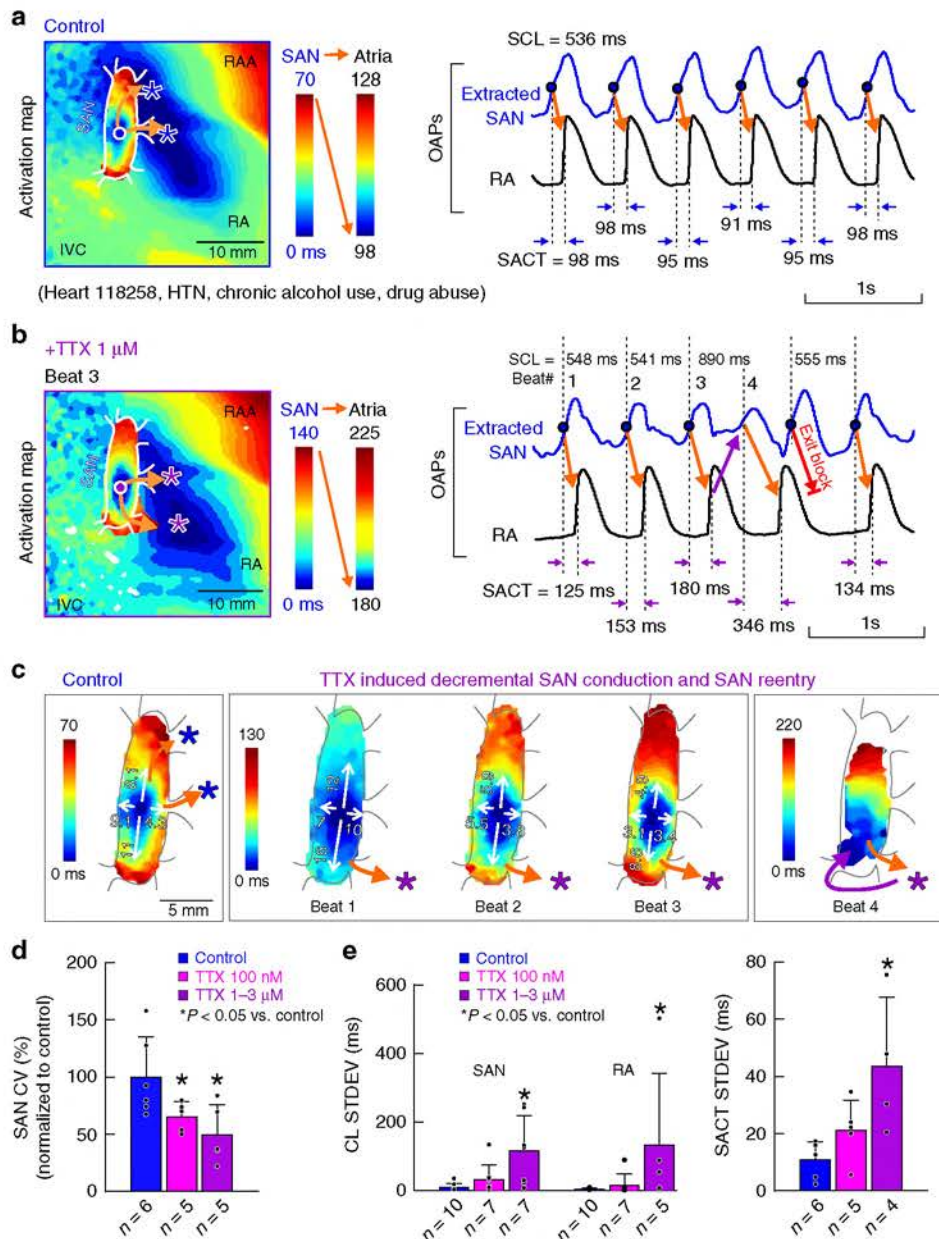 a
Control
SAN
Atria
70
128
RAA
SAN
RA
IVC
10 mm
Activation map
0 ms
98
SCL = 536 ms
Extracted
SAN
OAPs
RA
98 ms
91 ms
98 ms
SACT = 98 ms
95 ms
95 ms
1s
(Heart 118258, HTN, chronic alcohol use, drug abuse)
b
+TTX 1 μM
Beat 3
SAN
Atria
140
225
RAA
SAN
RA
IVC
10 mm
Activation map
0 ms
180
SCL =
548 ms
541 ms
890 ms
555 ms
Beat#
1
2
3
4
Extracted
SAN
OAPs
Exit block
RA
SACT = 125 ms
180 ms
134 ms
153 ms
346 ms
1s
c
Control
TTX induced decremental SAN conduction and SAN reentry
70
0 ms
5 mm
130
0 ms
7
10
Beat 1
Beat 2
Beat 3
220
0 ms
Beat 4
d
Control
TTX 100 nM
TTX 1–3 μM
*P < 0.05 vs. control
SAN CV (%)
(normalized to control)
200
150
100
50
0
* *
n = 6
n = 5
n = 5
e
Control
TTX 100 nM
TTX 1–3 μM
*P < 0.05 vs. control
CL STDEV (ms)
600
400
200
0
SAN
RA
*
*
n = 10
n = 7
n = 7
n = 10
n = 7
n = 5
SACT STDEV (ms)
80
60
40
20
0
*
n = 6
n = 5
n = 4